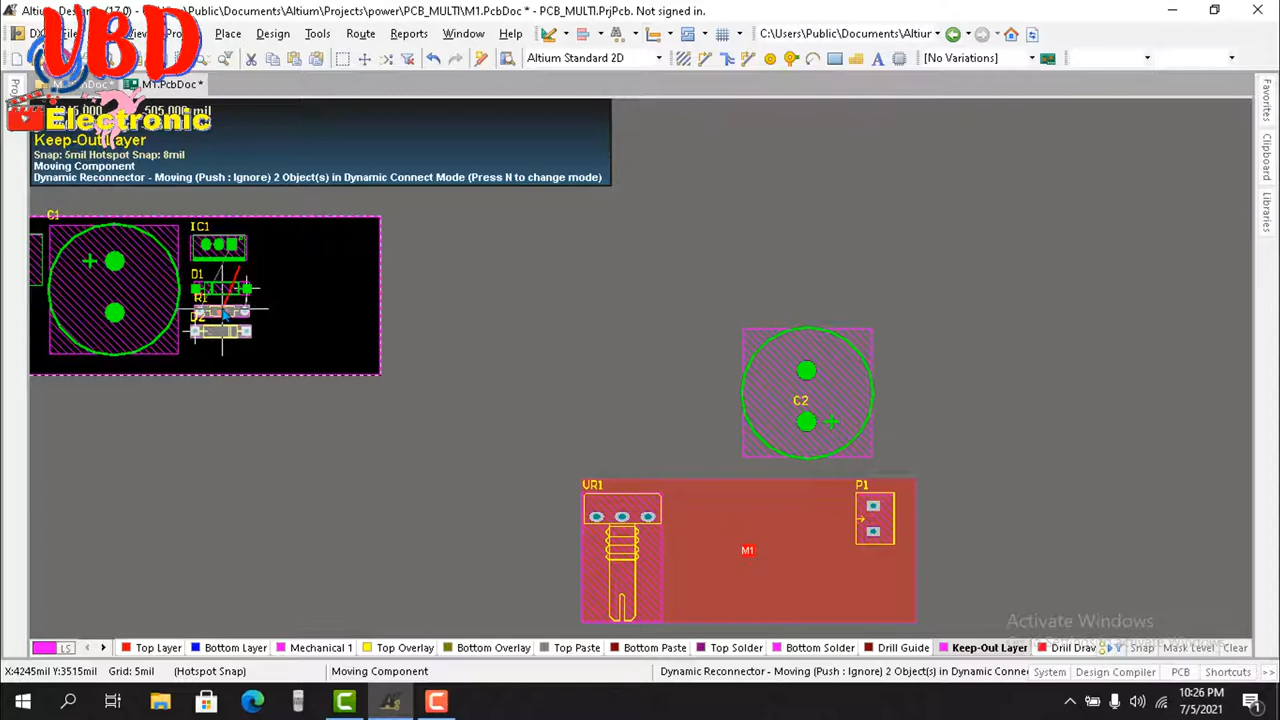 Altium Designer (17.0) - C:\Users\Public\Documents\Altium\Projects\power\PCB_MULTI\M1.PcbDoc * - PCB_MULTI.PrjPcb. Not signed in.
Place Design Tools Route Reports Window Help C:\Users\Public\Documents\Altiur
Altium Standard 2D [No Variations]
M1.PcbDoc *
VBD
Electronic
505.000 mil
Keep-Out Layer
Snap: 5mil Hotspot Snap: 8mil
Moving Component
Dynamic Reconnector - Moving (Push : Ignore) 2 Object(s) in Dynamic Connect Mode (Press N to change mode)
Favorites
Clipboard
Libraries
C1
IC1
D1
R1
D2
C2
VR1
P1
M1
Activate Windows
LS Top Layer Bottom Layer Mechanical 1 Top Overlay Bottom Overlay Top Paste Bottom Paste Top Solder Bottom Solder Drill Guide Keep-Out Layer Drill Drav Snap Mask Level Clear
X:4245mil Y:3515mil Grid: 5mil (Hotspot Snap) Moving Component Dynamic Reconnector - Moving (Push : Ignore) 2 Object(s) in Dynamic Conne System Design Compiler PCB Shortcuts >>
10:26 PM
7/5/2021